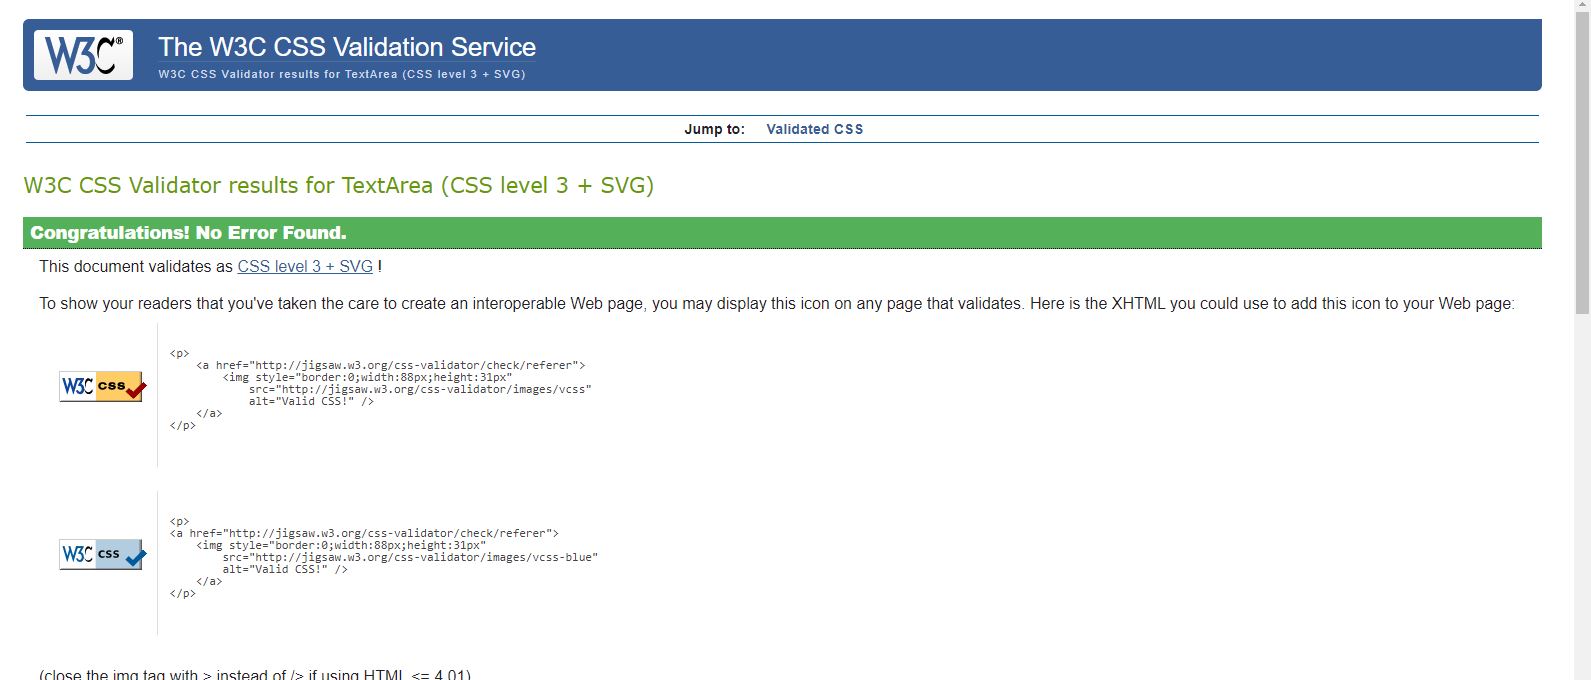 W3C®
The W3C CSS Validation Service
W3C CSS Validator results for TextArea (CSS level 3 + SVG)
Jump to: Validated CSS
W3C CSS Validator results for TextArea (CSS level 3 + SVG)
Congratulations! No Error Found.
This document validates as CSS level 3 + SVG !
To show your readers that you've taken the care to create an interoperable Web page, you may display this icon on any page that validates. Here is the XHTML you could use to add this icon to your Web page:
W3C css
<p>
    <a href="http://jigsaw.w3.org/css-validator/check/referer">
        <img style="border:0;width:88px;height:31px"
            src="http://jigsaw.w3.org/css-validator/images/vcss"
            alt="Valid CSS!" />
    </a>
</p>
W3C css
<p>
<a href="http://jigsaw.w3.org/css-validator/check/referer">
    <img style="border:0;width:88px;height:31px"
        src="http://jigsaw.w3.org/css-validator/images/vcss-blue"
        alt="Valid CSS!" />
    </a>
</p>
(close the img tag with > instead of /> if using HTML <= 4.01)